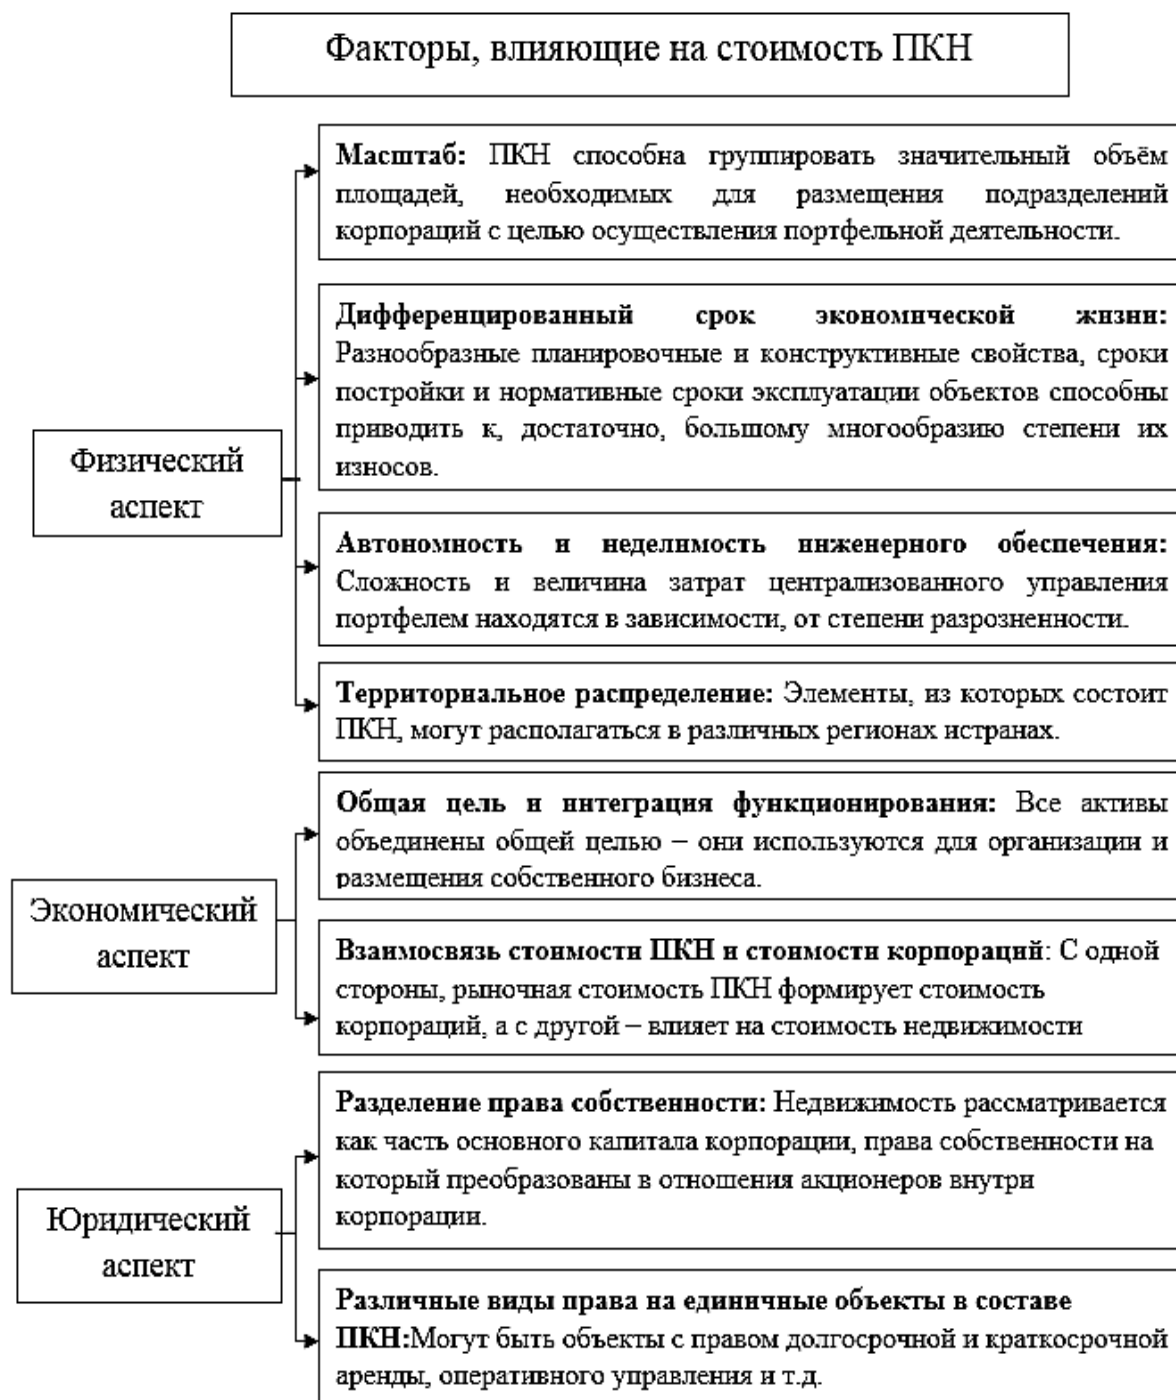 Факторы, влияющие на стоимость ПКН
Масштаб: ПКН способна группировать значительный объём
площадей, необходимых для размещения подразделений
корпораций с целью осуществления портфельной деятельности.
Дифференцированный срок экономической жизни:
Разнообразные планировочные и конструктивные свойства, сроки
постройки и нормативные сроки эксплуатации объектов способны
приводить к, достаточно, большому многообразию степени их
износов.
Физический
аспект
Автономность и неделимость инженерного обеспечения:
Сложность и величина затрат централизованного управления
портфелем находятся в зависимости, от степени разрозненности.
Территориальное распределение: Элементы, из которых состоит
ПКН, могут располагаться в различных регионах истранах.
Общая цель и интеграция функционирования: Все активы
объединены общей целью – они используются для организации и
размещения собственного бизнеса.
Экономический
аспект
Взаимосвязь стоимости ПКН и стоимости корпораций: С одной
стороны, рыночная стоимость ПКН формирует стоимость
корпораций, а с другой – влияет на стоимость недвижимости
Разделение права собственности: Недвижимость рассматривается
как часть основного капитала корпорации, права собственности на
который преобразованы в отношения акционеров внутри
корпорации.
Юридический
аспект
Различные виды права на единичные объекты в составе
ПКН:Могут быть объекты с правом долгосрочной и краткосрочной
аренды, оперативного управления и т.д.